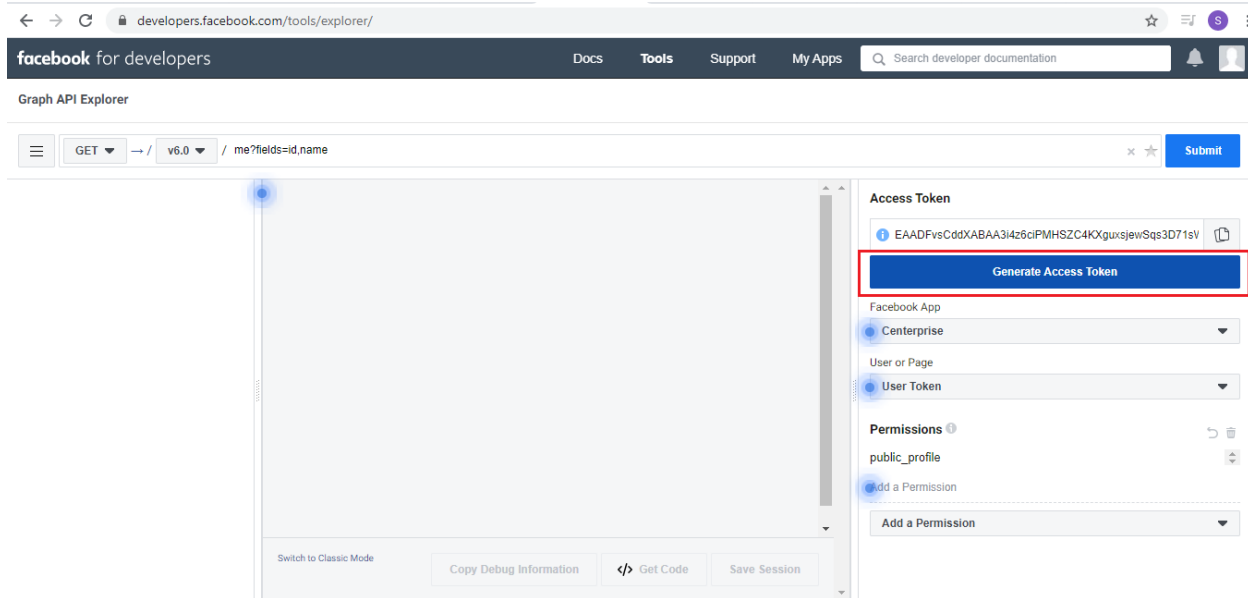 developers.facebook.com/tools/explorer/
S
facebook for developers
Docs
Tools
Support
My Apps
Search developer documentation
Graph API Explorer
GET
→ /
v6.0
/ me?fields=id,name
Submit
Access Token
EAADFvsCddXABAA3i4z6ciPMHSZC4KXguxsjewSqs3D71sV
Generate Access Token
Facebook App
Centerprise
User or Page
User Token
Permissions
public_profile
Add a Permission
Add a Permission
Switch to Classic Mode
Copy Debug Information
</> Get Code
Save Session